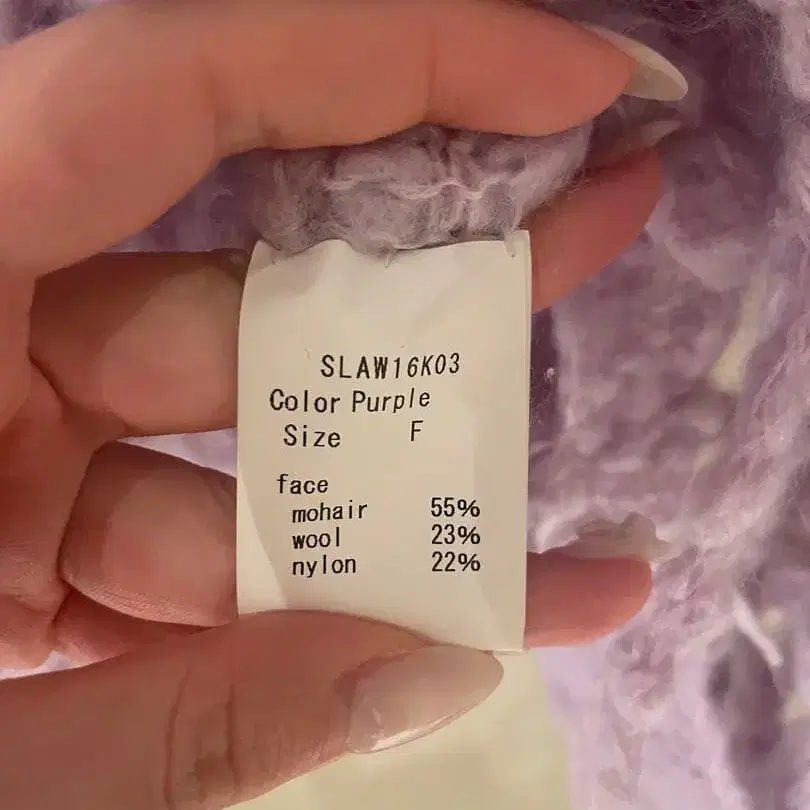 SLAW16K03
Color Purple
Size F
face
mohair 55%
wool 23%
nylon 22%